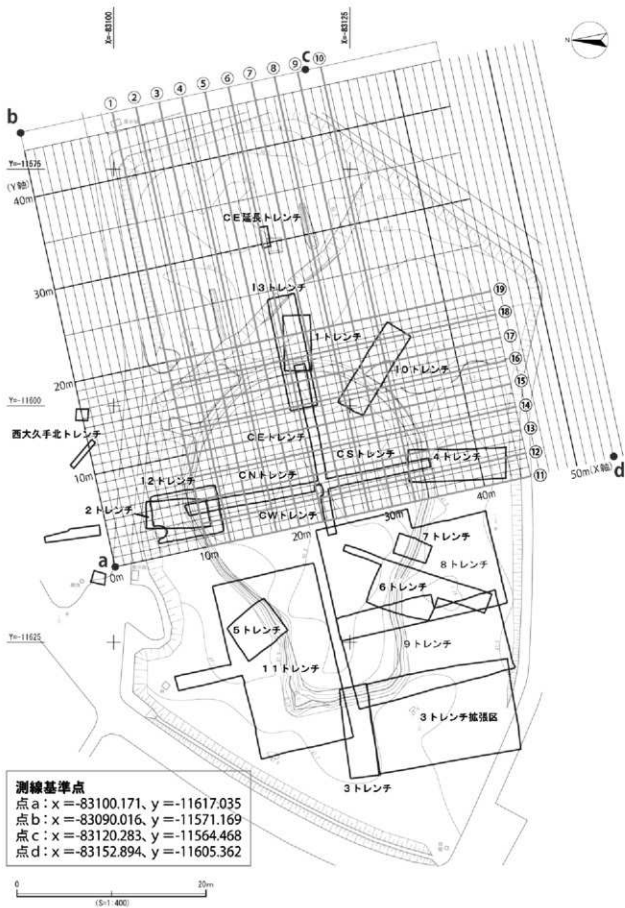 X=-83100
X=-83125
N
① ② ③ ④ ⑤ ⑥ ⑦ ⑧ ⑨ ⑩
c
b
Y=-11575
(Y軸)
40m
CE延長トレンチ
30m
13トレンチ
⑲
⑱
1トレンチ
⑰
20m
⑯
10トレンチ
⑮
Y=-11600
⑭
西大久手北トレンチ
CEトレンチ
⑬
10m
CSトレンチ
4トレンチ
⑫
CNトレンチ
50m(X軸)
d
12トレンチ
⑪
40m
2トレンチ
CWトレンチ
30m
20m
10m
a
0m
7トレンチ
8トレンチ
6トレンチ
5トレンチ
Y=-11625
9トレンチ
11トレンチ
3トレンチ拡張区
3トレンチ
測線基準点
点a：x=-83100.171、y=-11617.035
点b：x=-83090.016、y=-11571.169
点c：x=-83120.283、y=-11564.468
点d：x=-83152.894、y=-11605.362
0 20m
(S=1:400)